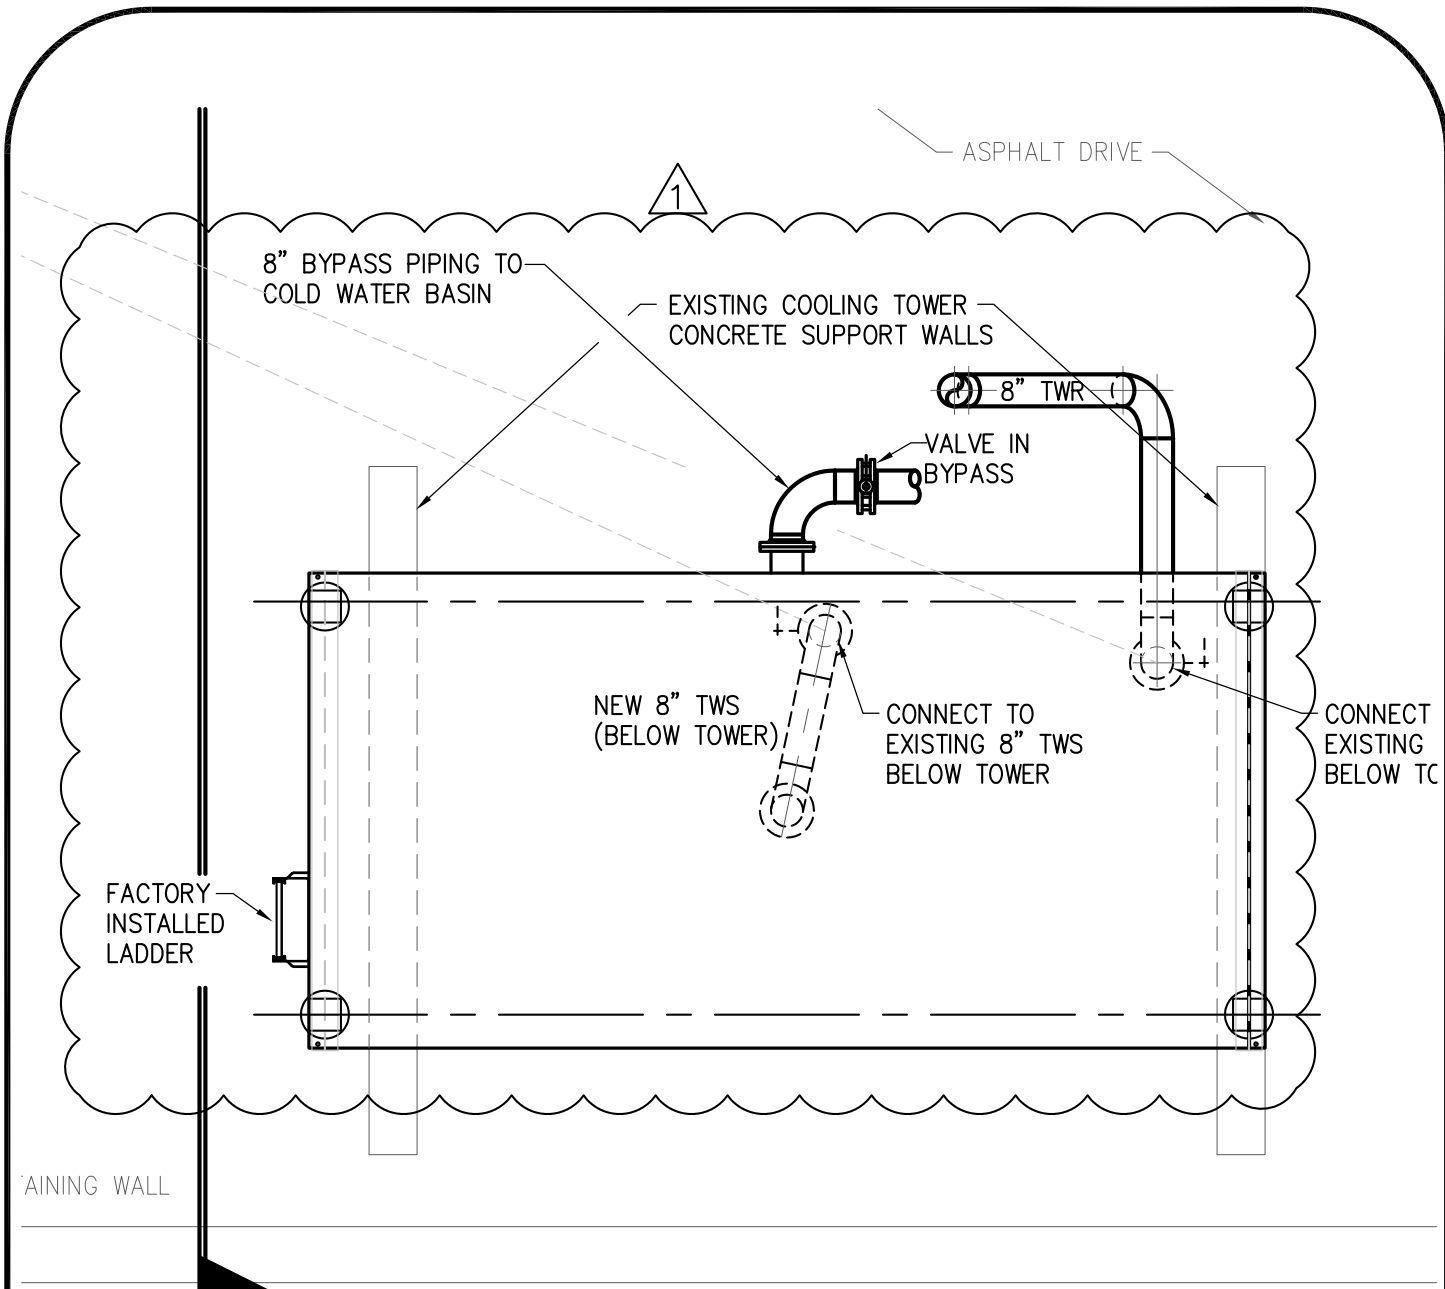 ASPHALT DRIVE
1
8” BYPASS PIPING TO
COLD WATER BASIN
EXISTING COOLING TOWER
CONCRETE SUPPORT WALLS
8” TWR
VALVE IN
BYPASS
NEW 8” TWS
(BELOW TOWER)
CONNECT TO
EXISTING 8” TWS
BELOW TOWER
CONNECT
EXISTING
BELOW
FACTORY
INSTALLED
LADDER
AINING WALL